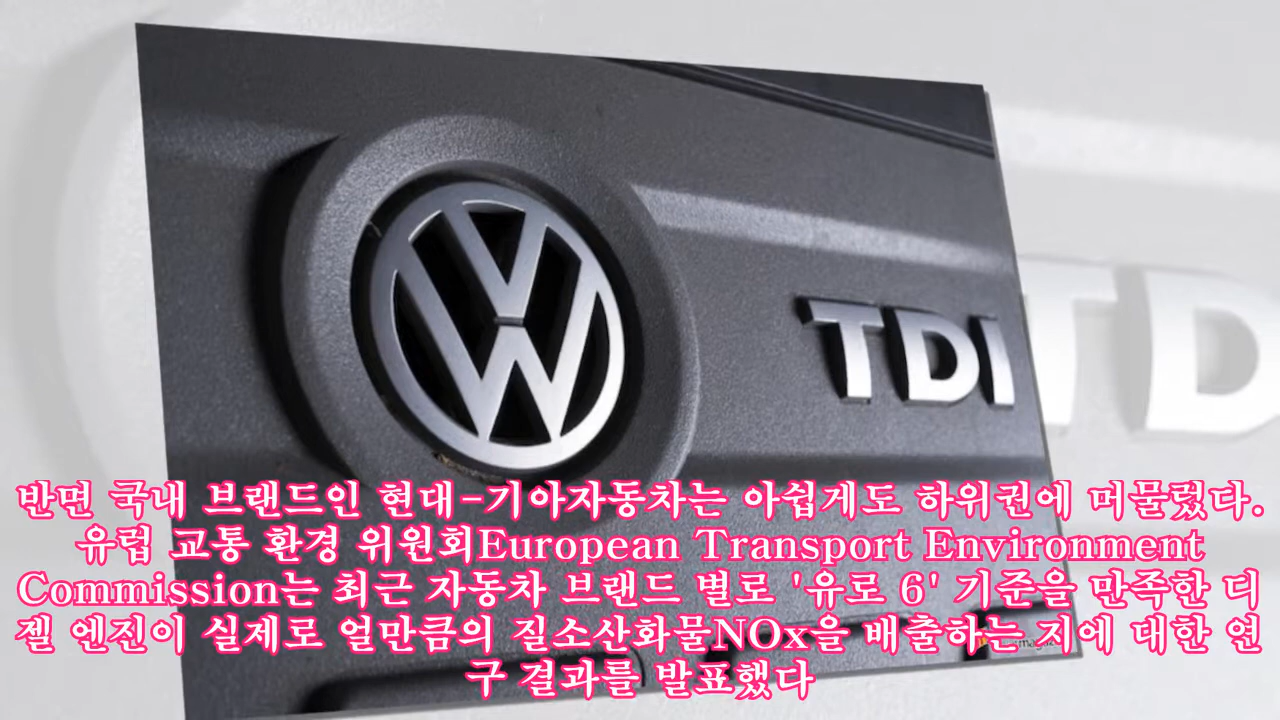 TDI
TD
반면 국내 브랜드인 현대-기아자동차는 아쉽게도 하위권에 머물렀다.
유럽 교통 환경 위원회European Transport Environment
Commission는 최근 자동차 브랜드 별로 '유로 6' 기준을 만족한 디
젤 엔진이 실제로 얼만큼의 질소산화물NOx을 배출하는 지에 대한 연
구 결과를 발표했다